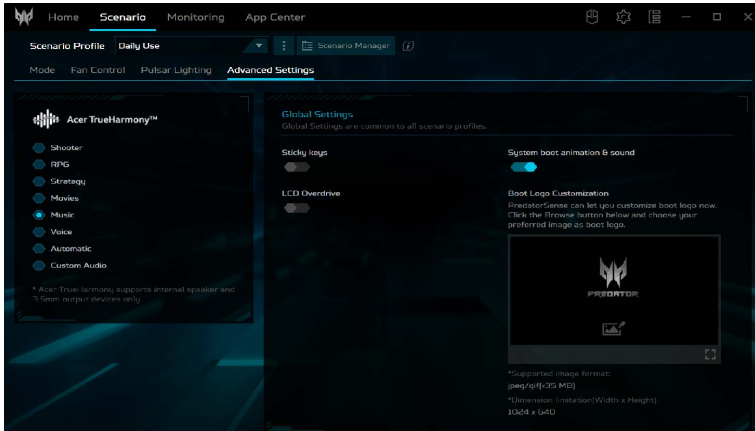 Home Scenario Monitoring App Center
Scenario Profile Daily Use Scenario Manager
Mode Fan Control Pulsar Lighting Advanced Settings
Acer TrueHarmony™
Shooter
RPG
Strategy
Movies
Music
Voice
Automatic
Custom Audio
* Acer TrueHarmony supports internal speaker and
3.5mm output devices only
Global Settings
Global Settings are common to all scenario profiles.
Sticky keys
LCD Overdrive
System boot animation & sound
Boot Logo Customization
PredatorSense can let you customize boot logo now.
Click the Browse button below and choose your
preferred image as boot logo.
PREDATOR
*Supported image format:
jpeg/gif(<35 MB)
*Dimension limitation(Width x Height):
1024 x 640